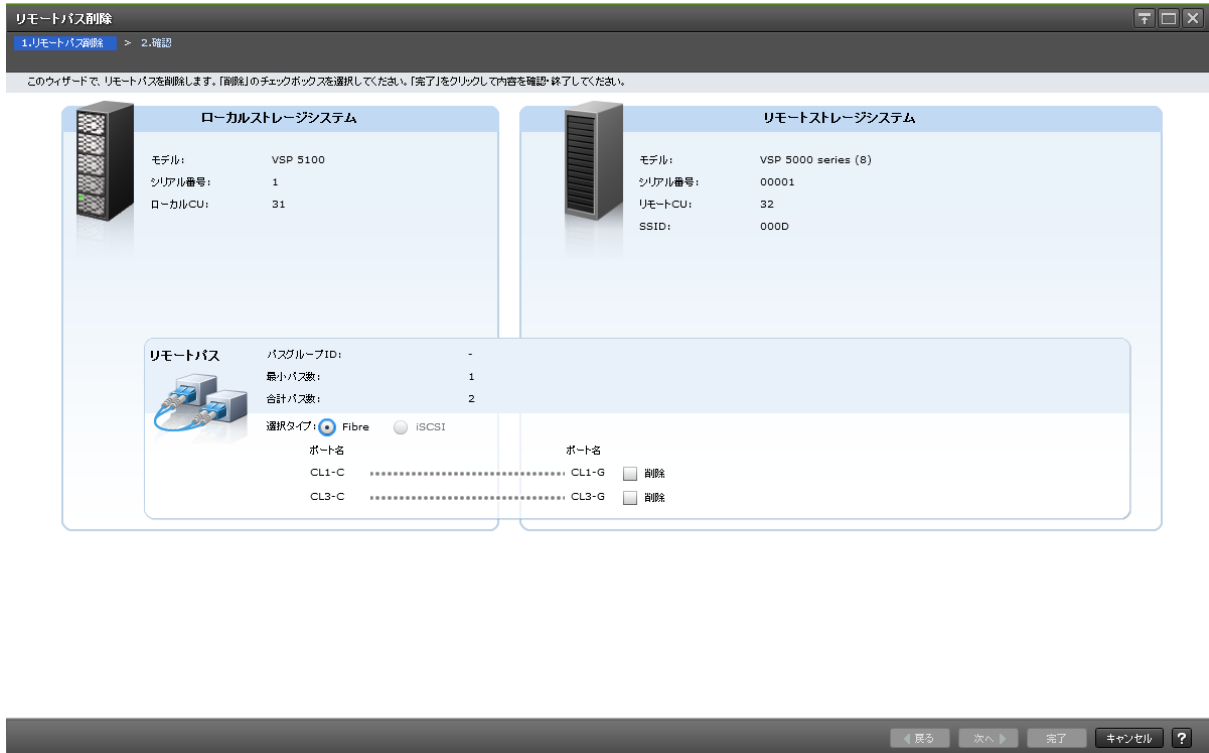 リモートパス削除
1.リモートパス削除 > 2.確認
このウィザードで、リモートパスを削除します。「削除」のチェックボックスを選択してください。「完了」をクリックして内容を確認・終了してください。
ローカルストレージシステム
モデル: VSP 5100
シリアル番号: 1
ローカルCU: 31
リモートストレージシステム
モデル: VSP 5000 series (8)
シリアル番号: 00001
リモートCU: 32
SSID: 000D
リモートパス
パスグループID: -
最小パス数: 1
合計パス数: 2
選択タイプ: Fibre iSCSI
ポート名 ポート名
CL1-C CL1-G 削除
CL3-C CL3-G 削除
戻る 次へ 完了 キャンセル ?